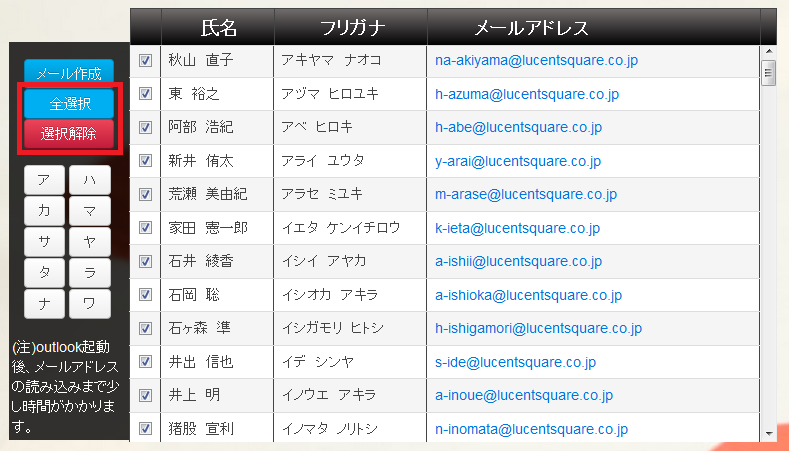 氏名 フリガナ メールアドレス
メール作成
全選択
選択解除
ア ハ
カ マ
サ ヤ
タ ラ
ナ ワ
(注)outlook起動
後、メールアドレス
の読み込みまで少
し時間がかかりま
す。
秋山 直子 アキヤマ ナオコ na-akiyama@lucentsquare.co.jp
東 裕之 アヅマ ヒロユキ h-azuma@lucentsquare.co.jp
阿部 浩紀 アベ ヒロキ h-abe@lucentsquare.co.jp
新井 侑太 アライ ユウタ y-arai@lucentsquare.co.jp
荒瀬 美由紀 アラセ ミユキ m-arase@lucentsquare.co.jp
家田 憲一郎 イエタ ケンイチロウ k-ieta@lucentsquare.co.jp
石井 綾香 イシイ アヤカ a-ishii@lucentsquare.co.jp
石岡 聡 イシオカ アキラ a-ishioka@lucentsquare.co.jp
石ヶ森 準 イシガモリ ヒトシ h-ishigamori@lucentsquare.co.jp
井出 信也 イデ シンヤ s-ide@lucentsquare.co.jp
井上 明 イノウエ アキラ a-inoue@lucentsquare.co.jp
猪股 宣利 イノマタ ノリトシ n-inomata@lucentsquare.co.jp